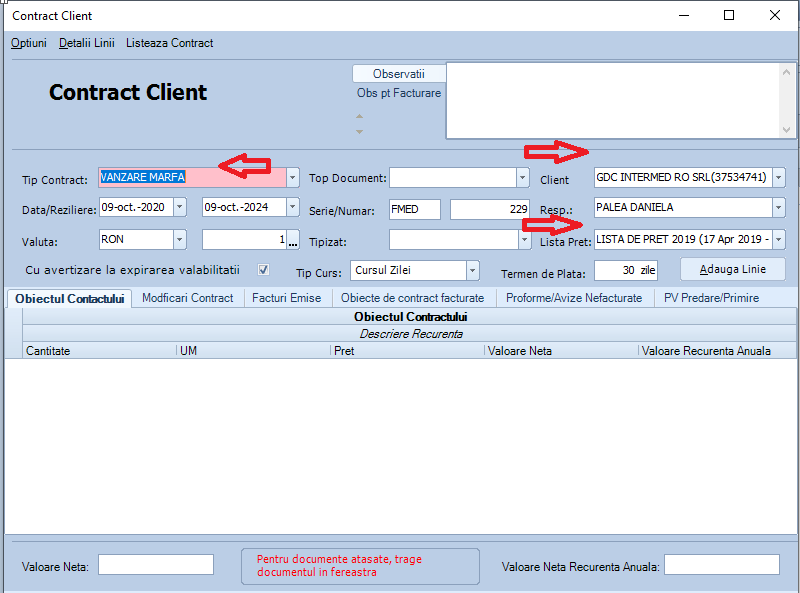 Contract Client
Optiuni Detalii Linii Listeaza Contract
Contract Client
Observatii
Obs pt Facturare
Tip Contract: VANZARE MARFA Top Document: Client GDC INTERMED RO SRL(37534741)
Data/Reziliere: 09-oct.-2020 09-oct.-2024 Serie/Numar: FMED 229 Resp.: PALEA DANIELA
Valuta: RON 1 ... Tipizat: Lista Pret: LISTA DE PRET 2019 (17 Apr 2019 -
Cu avertizare la expirarea valabilitatii Tip Curs: Cursul Zilei Termen de Plata: 30 zile Adauga Linie
Obiectul Contactului Modficari Contract Facturi Emise Obiecte de contract facturate Proforme/Avize Nefacturate PV Predare/Primire
Obiectul Contractului
Descriere Recurenta
Cantitate UM Pret Valoare Neta Valoare Recurenta Anuala
Valoare Neta: Pentru documente atasate, trage
documentul in fereastra
Valoare Neta Recurenta Anuala: